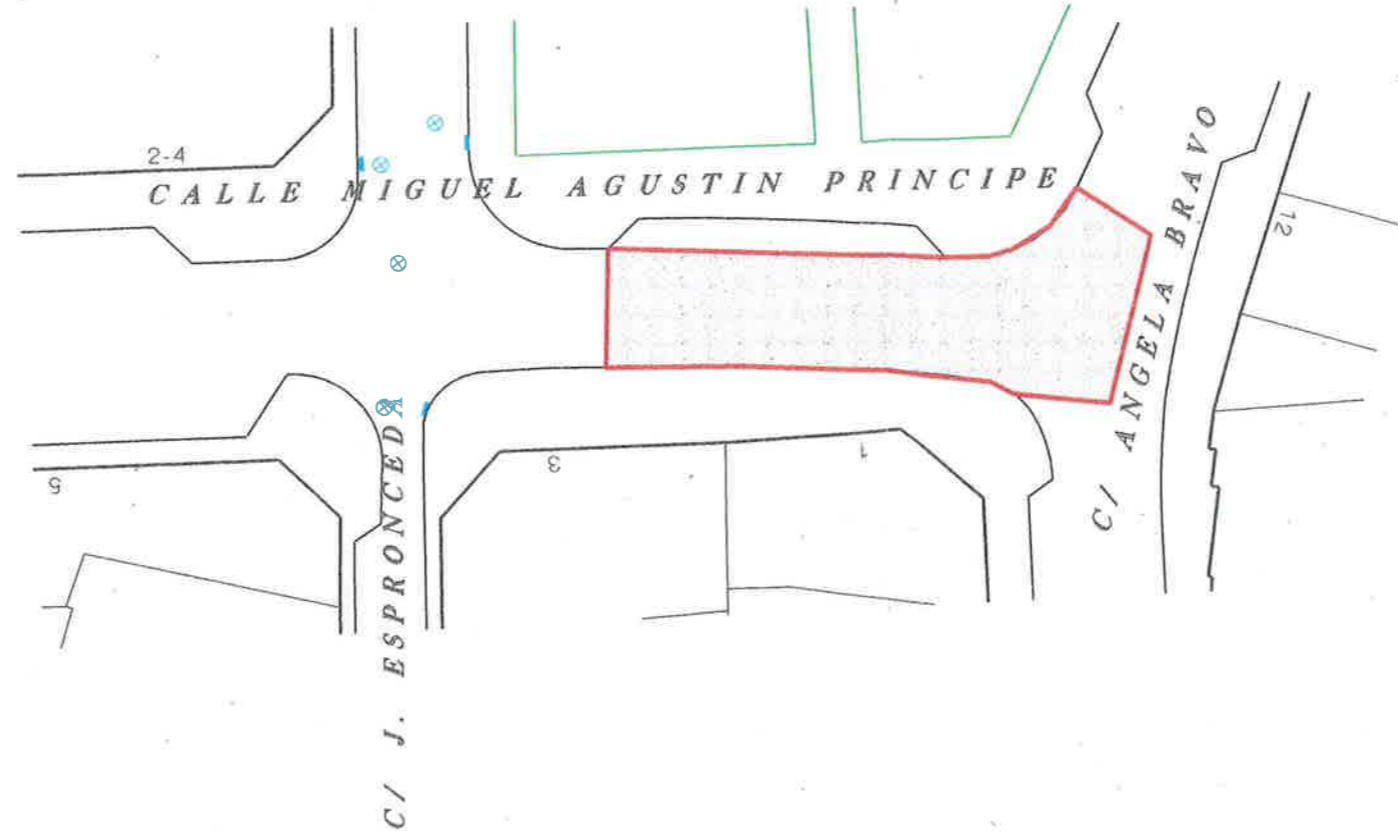 2-4
CALLE MIGUEL AGUSTIN PRINCIPE
C/ ANGELA BRAVO
12
5
3
1
C/ J. ESPRONCEDA